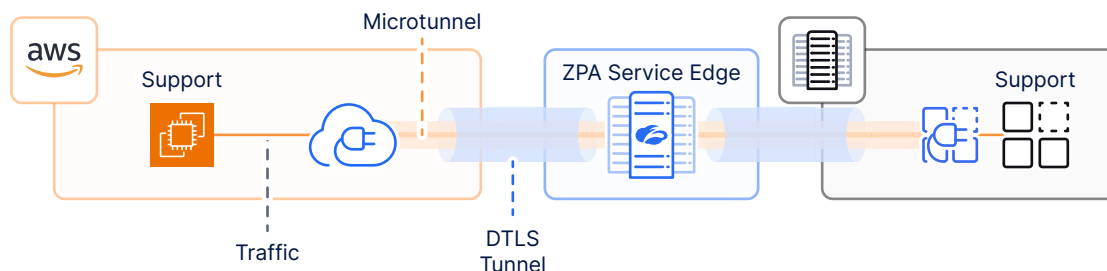 Microtunnel
aws
Support
ZPA Service Edge
Support
Traffic
DTLS
Tunnel